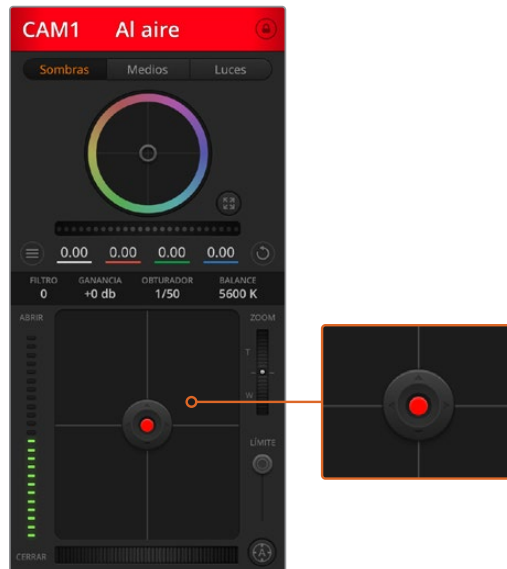 CAM1 Al aire
Sombras Medios Luces
0.00 0.00 0.00 0.00
FILTRO GANANCIA OBTURADOR BALANCE
0 +0 db 1/50 5600 K
ABRIR ZOOM
T
W
LÍMITE
CERRAR A